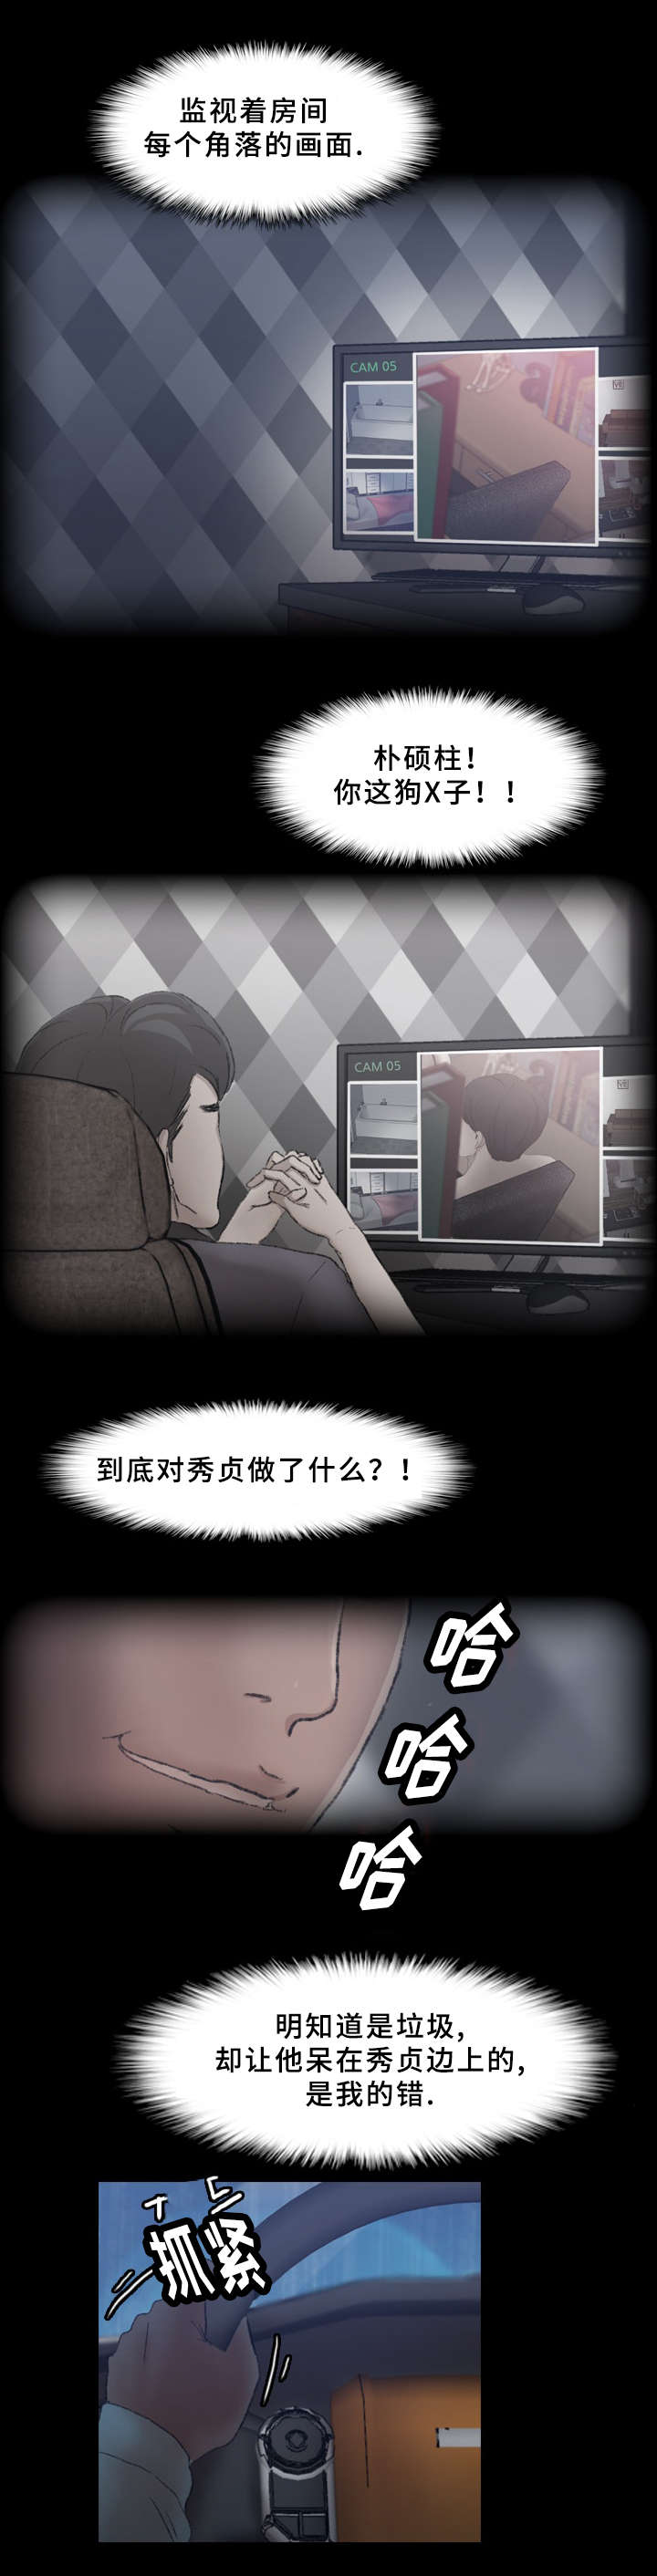 监视着房间
每个角落的画面.
CAM 05
朴硕柱!
你这狗X子!!
CAM 05
到底对秀贞做了什么?!
哈
哈
哈
明知道是垃圾,
却让他呆在秀贞边上的,
是我的错.
抓紧